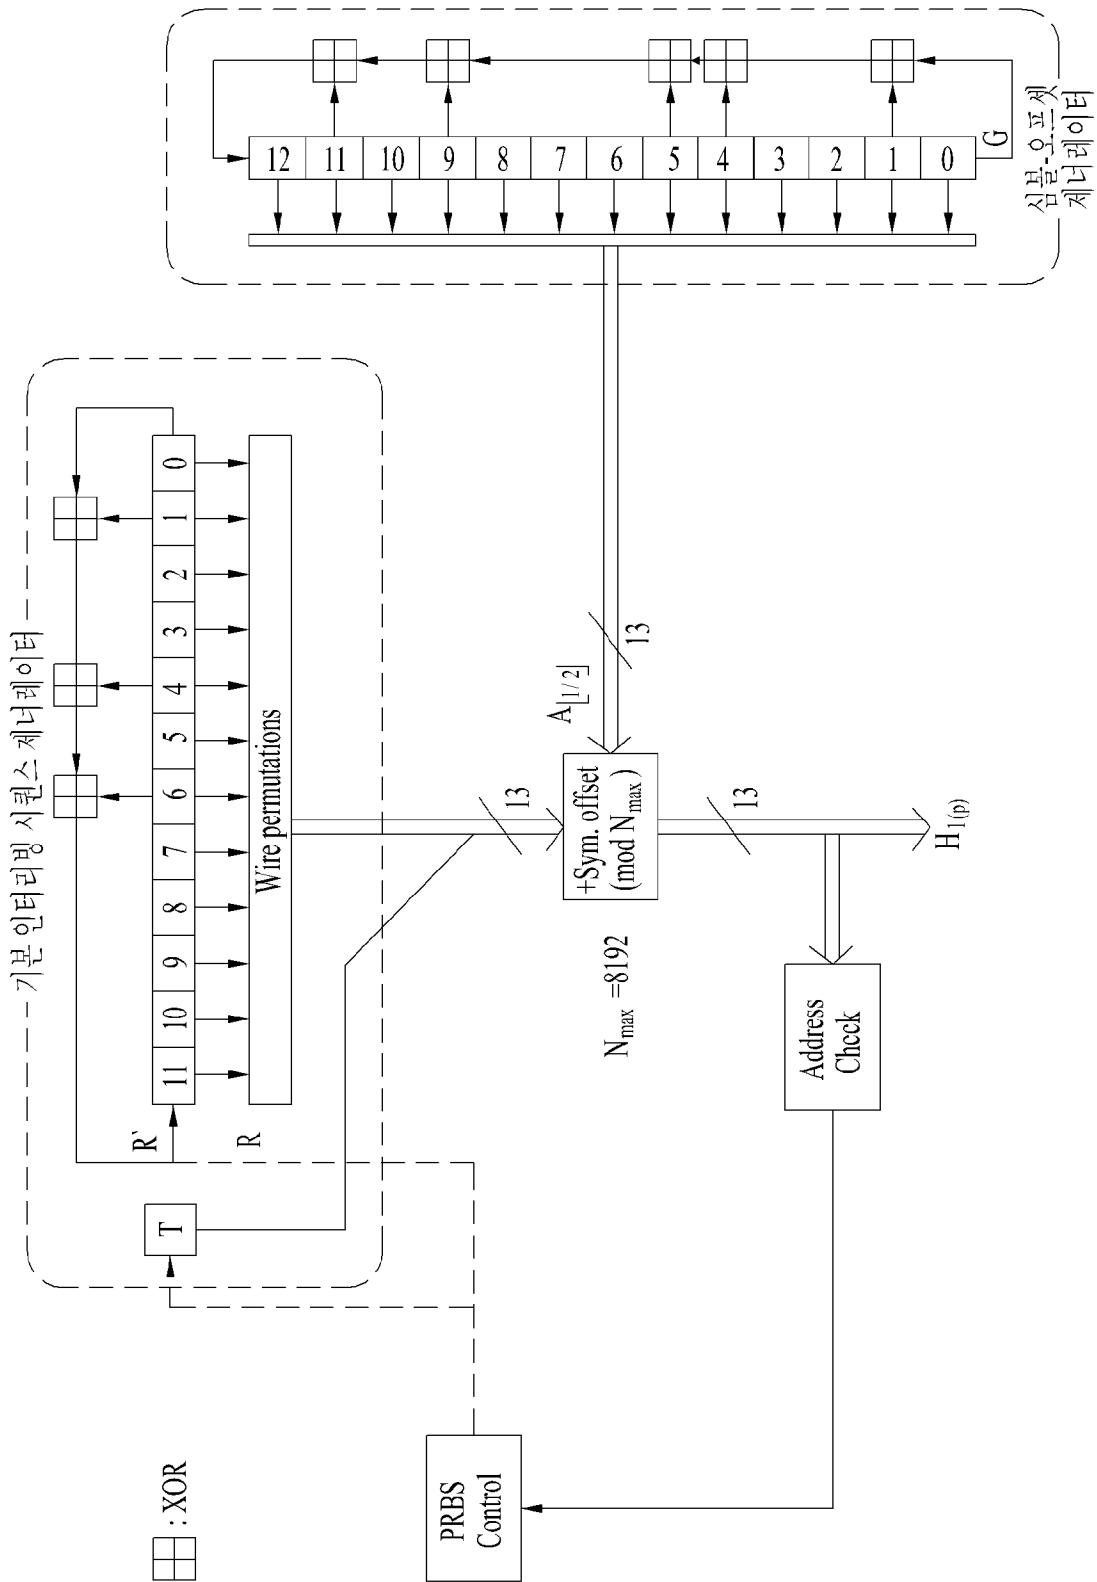 기본 인터리빙 시퀀스 제너레이터
: XOR
T
R`
11 10 9 8 7 6 5 4 3 2 1 0
R
Wire permutations
PRBS
Control
13
+Sym. offset
(mod Nmax)
Nmax =8192
A⌊1/2⌋
13
13
Address
Check
H1(p)
12
11
10
9
8
7
6
5
4
3
2
1
0
G
심볼-오프셋
제너레이터